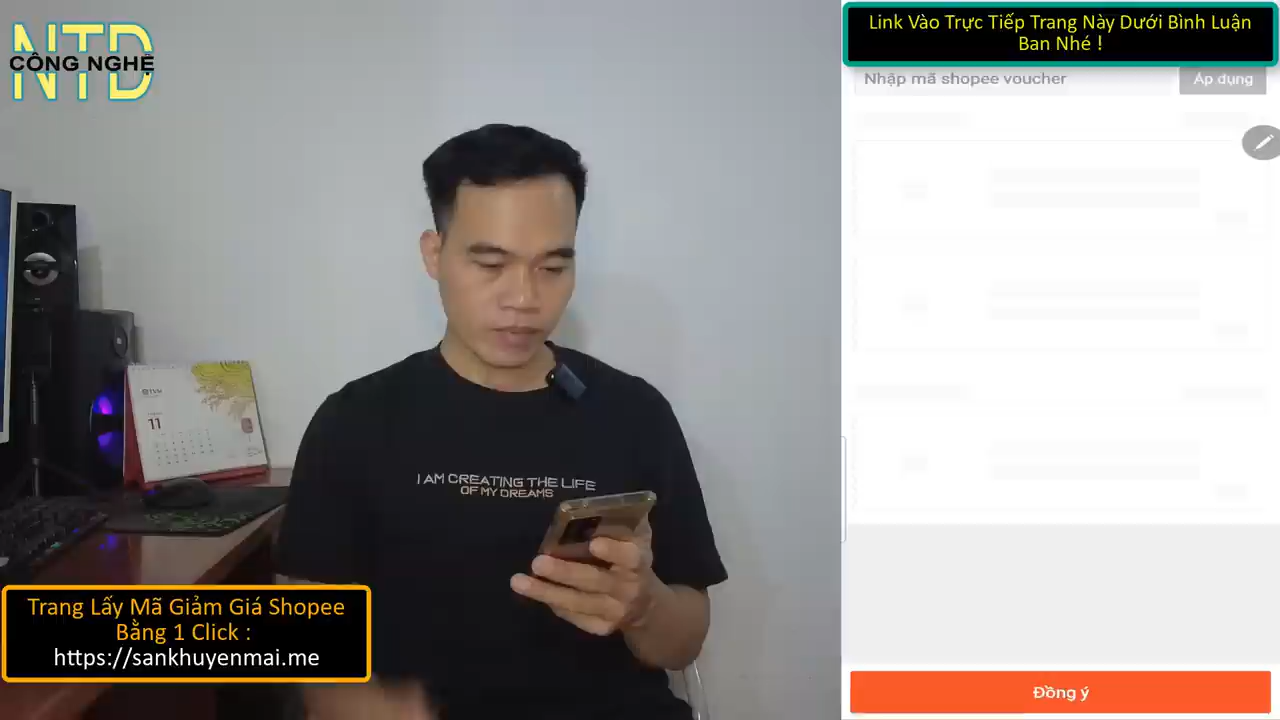 NTD
CÔNG NGHỆ
Link Vào Trực Tiếp Trang Này Dưới Bình Luận
Ban Nhé !
Nhập mã shopee voucher
Áp dụng
11
I AM CREATING THE LIFE
OF MY DREAMS
Trang Lấy Mã Giảm Giá Shopee
Bằng 1 Click :
https://sankhuyenmai.me
Đồng ý